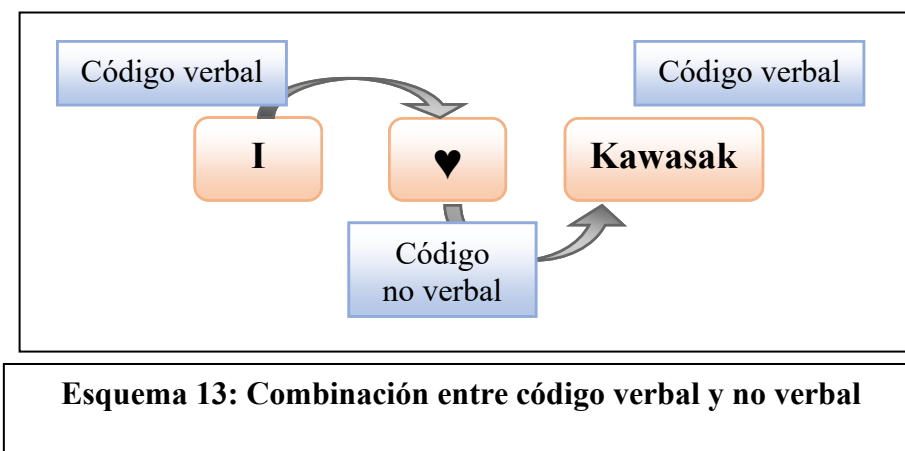 Código verbal
Código verbal
I
♥
Kawasak
Código
no verbal
Esquema 13: Combinación entre código verbal y no verbal